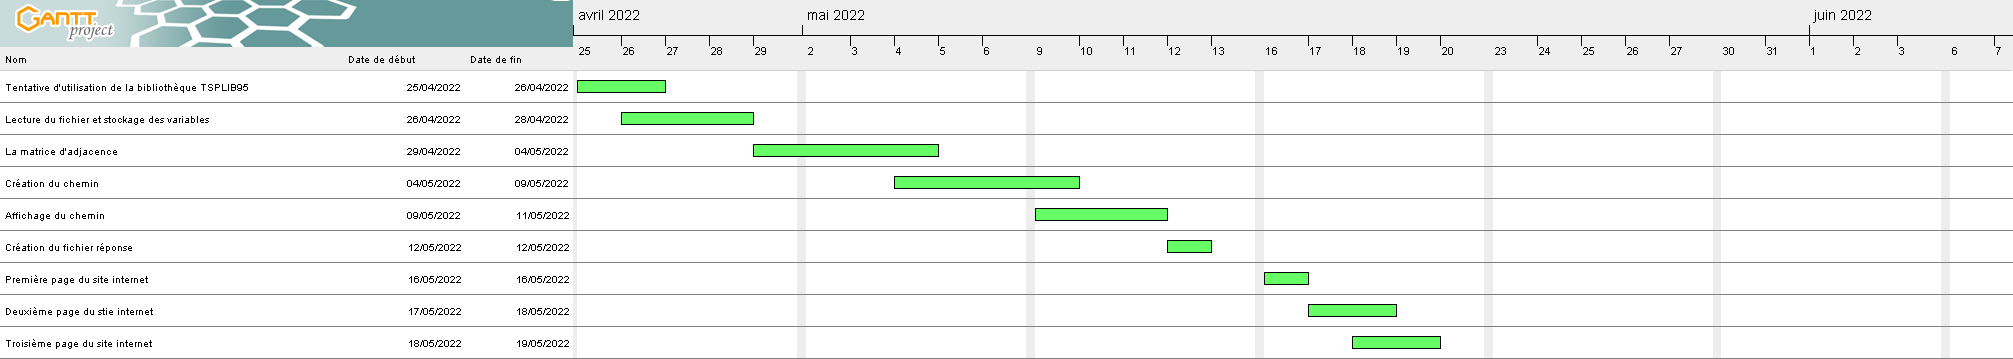 GANTT project
avril 2022 mai 2022 juin 2022
25 26 27 28 29 2 3 4 5 6 9 10 11 12 13 16 17 18 19 20 23 24 25 26 27 30 31 1 2 3 6 7
Nom Date de début Date de fin
Tentative d'utilisation de la bibliothèque TSPLIB95 25/04/2022 26/04/2022
Lecture du fichier et stockage des variables 26/04/2022 28/04/2022
La matrice d'adjacence 29/04/2022 04/05/2022
Création du chemin 04/05/2022 09/05/2022
Affichage du chemin 09/05/2022 11/05/2022
Création du fichier réponse 12/05/2022 12/05/2022
Première page du site internet 16/05/2022 16/05/2022
Deuxième page du stie internet 17/05/2022 18/05/2022
Troisième page du site internet 18/05/2022 19/05/2022